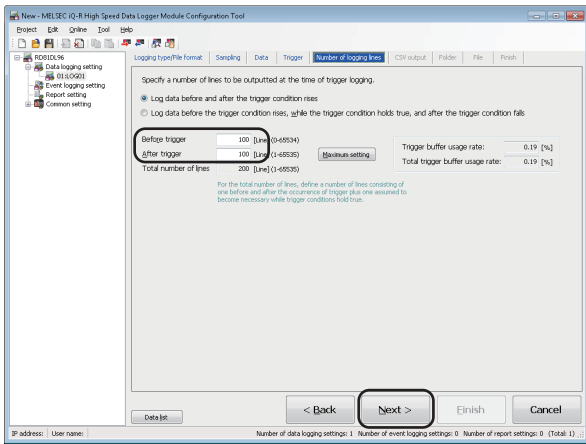 New - MELSEC iQ-R High Speed Data Logger Module Configuration Tool
Project Edit Online Tool Help
RD81DL96
Data logging setting
01:LOG01
Event logging setting
Report setting
Common setting
Logging type/File format Sampling Data Trigger Number of logging lines CSV output Folder File Finish
Specify a number of lines to be outputted at the time of trigger logging.
Log data before and after the trigger condition rises
Log data before the trigger condition rises, while the trigger condition holds true, and after the trigger condition falls
Before trigger 100 [Line] (0-65534)
After trigger 100 [Line] (1-65535) Maximum setting
Total number of lines 200 [Line] (1-65535)
Trigger buffer usage rate: 0.19 [%]
Total trigger buffer usage rate: 0.19 [%]
For the total number of lines, define a number of lines consisting of
one before and after the occurrence of trigger plus one assumed to
become necessary while trigger conditions hold true.
Data list < Back Next > Finish Cancel
IP address: User name: Number of data logging settings: 1 Number of event logging settings: 0 Number of report settings: 0 (Total: 1)